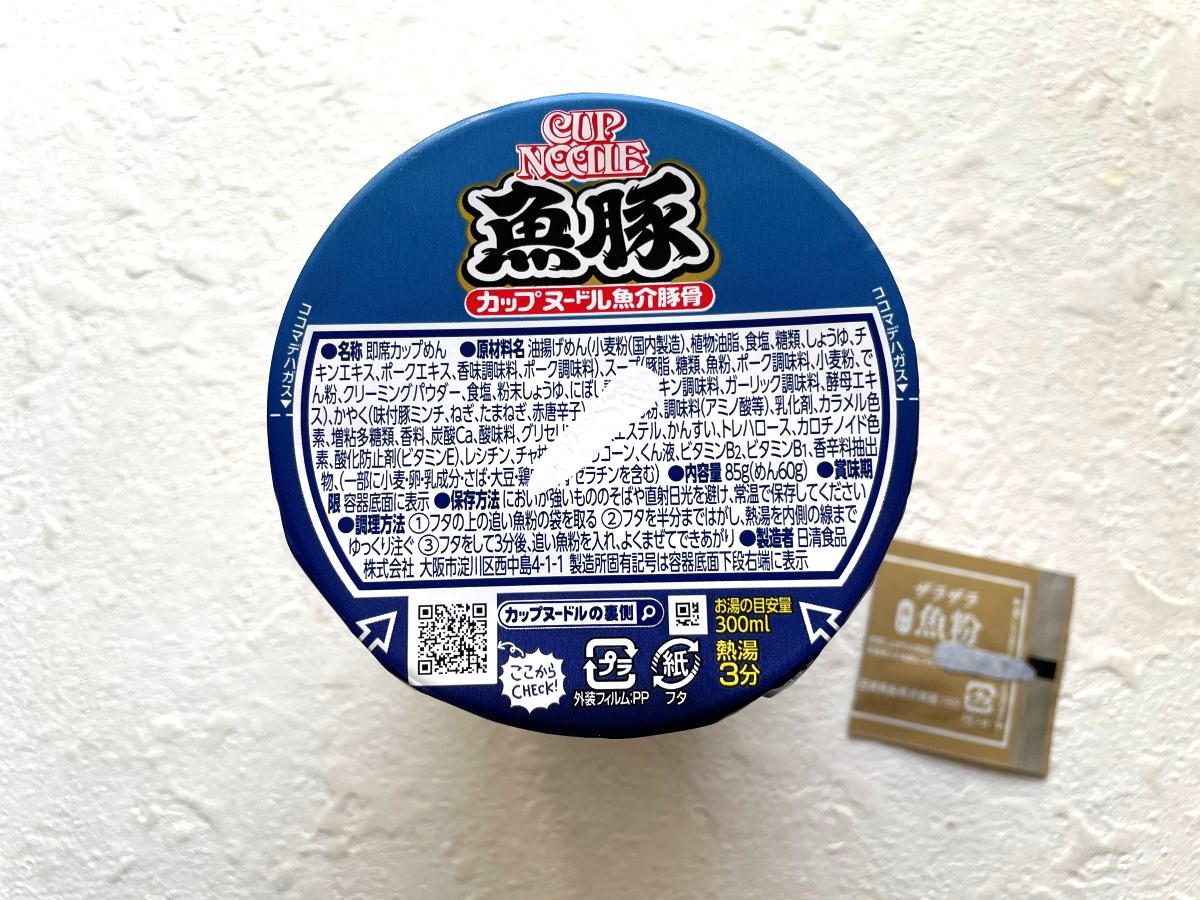 CUP
NOODLE
魚豚
カップヌードル魚介豚骨
ココマデハガス▼
ココマデハガス▼
●名称 即席カップめん ●原材料名 油揚げめん(小麦粉(国内製造)、植物油脂、食塩、糖類、しょうゆ、チ
キンエキス、ポークエキス、香味調味料、ポーク調味料)、スープ(豚脂、糖類、魚粉、ポーク調味料、小麦粉、で
ん粉、クリーミングパウダー、食塩、粉末しょうゆ、にぼし キン調味料、ガーリック調味料、酵母エキ
ス)、かやく(味付豚ミンチ、ねぎ、たまねぎ、赤唐辛子) 粉、調味料(アミノ酸等)、乳化剤、カラメル色
素、増粘多糖類、香料、炭酸Ca、酸味料、グリセリ エステル、かんすい、トレハロース、カロチノイド色
素、酸化防止剤(ビタミンE)、レシチン、チャ コーン、くん液、ビタミンB2、ビタミンB1、香辛料抽出
物、(一部に小麦・卵・乳成分・さば・大豆・鶏 ゼラチンを含む) ●内容量 85g(めん60g) ●賞味期
限 容器底面に表示 ●保存方法 においが強いもののそばや直射日光を避け、常温で保存してください
●調理方法 ①フタの上の追い魚粉の袋を取る ②フタを半分まではがし、熱湯を内側の線まで
ゆっくり注ぐ ③フタをして3分後、追い魚粉を入れ、よくまぜてできあがり ●製造者 日清食品
株式会社 大阪市淀川区西中島4-1-1 製造所固有記号は容器底面下段右端に表示
カップヌードルの裏側
お湯の目安量
300ml
熱湯
3分
ここから
CHECK!
プラ
外装フィルム:PP
紙
フタ
ザラザラ
魚粉
プラ